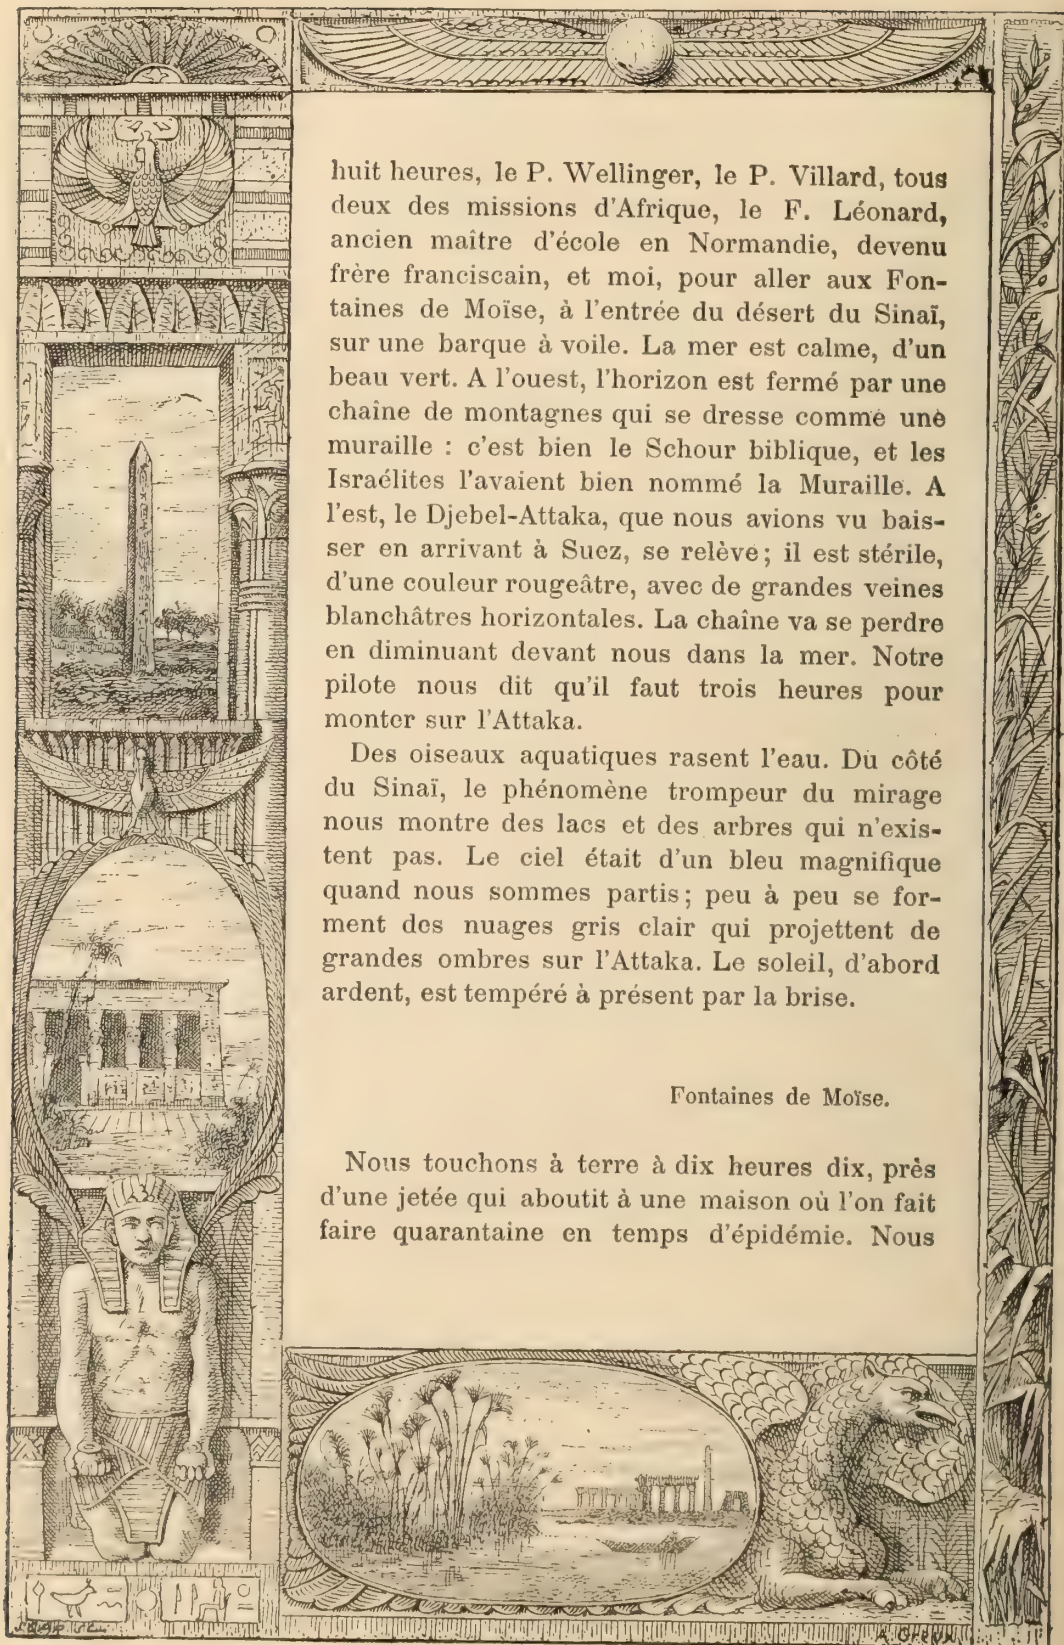 huit heures, le P. Wellinger, le P. Villard, tous
deux des missions d'Afrique, le F. Léonard,
ancien maître d'école en Normandie, devenu
frère franciscain, et moi, pour aller aux Fon-
taines de Moïse, à l'entrée du désert du Sinaï,
sur une barque à voile. La mer est calme, d'un
beau vert. A l'ouest, l'horizon est fermé par une
chaîne de montagnes qui se dresse comme une
muraille : c'est bien le Schour biblique, et les
Israélites l'avaient bien nommé la Muraille. A
l'est, le Djebel-Attaka, que nous avions vu bais-
ser en arrivant à Suez, se relève; il est stérile,
d'une couleur rougeâtre, avec de grandes veines
blanchâtres horizontales. La chaîne va se perdre
en diminuant devant nous dans la mer. Notre
pilote nous dit qu'il faut trois heures pour
monter sur l'Attaka.
Des oiseaux aquatiques rasent l'eau. Du côté
du Sinaï, le phénomène trompeur du mirage
nous montre des lacs et des arbres qui n'exis-
tent pas. Le ciel était d'un bleu magnifique
quand nous sommes partis; peu à peu se for-
ment des nuages gris clair qui projettent de
grandes ombres sur l'Attaka. Le soleil, d'abord
ardent, est tempéré à présent par la brise.
Fontaines de Moïse.
Nous touchons à terre à dix heures dix, près
d'une jetée qui aboutit à une maison où l'on fait
faire quarantaine en temps d'épidémie. Nous